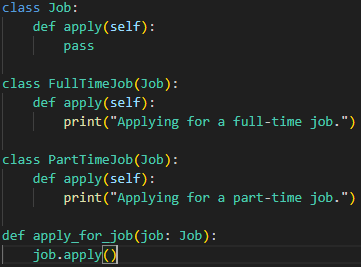 class Job:
    def apply(self):
        pass

class FullTimeJob(Job):
    def apply(self):
        print("Applying for a full-time job.")

class PartTimeJob(Job):
    def apply(self):
        print("Applying for a part-time job.")

def apply_for_job(job: Job):
    job.apply()